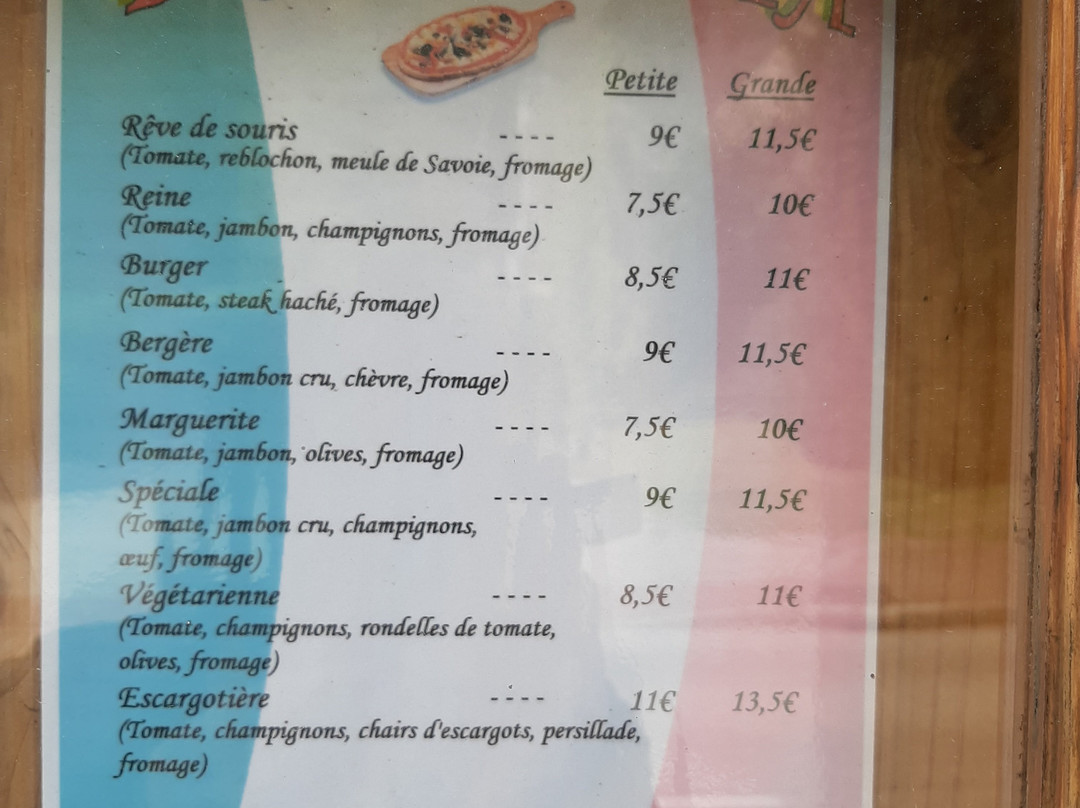 Petite Grande
Rêve de souris ---- 9€ 11,5€
(Tomate, reblochon, meule de Savoie, fromage)
Reine ---- 7,5€ 10€
(Tomate, jambon, champignons, fromage)
Burger ---- 8,5€ 11€
(Tomate, steak haché, fromage)
Bergère ---- 9€ 11,5€
(Tomate, jambon cru, chèvre, fromage)
Marguerite ---- 7,5€ 10€
(Tomate, jambon, olives, fromage)
Spéciale ---- 9€ 11,5€
(Tomate, jambon cru, champignons,
œuf, fromage)
Végétarienne ---- 8,5€ 11€
(Tomate, champignons, rondelles de tomate,
olives, fromage)
Escargotière ---- 11€ 13,5€
(Tomate, champignons, chairs d'escargots, persillade,
fromage)